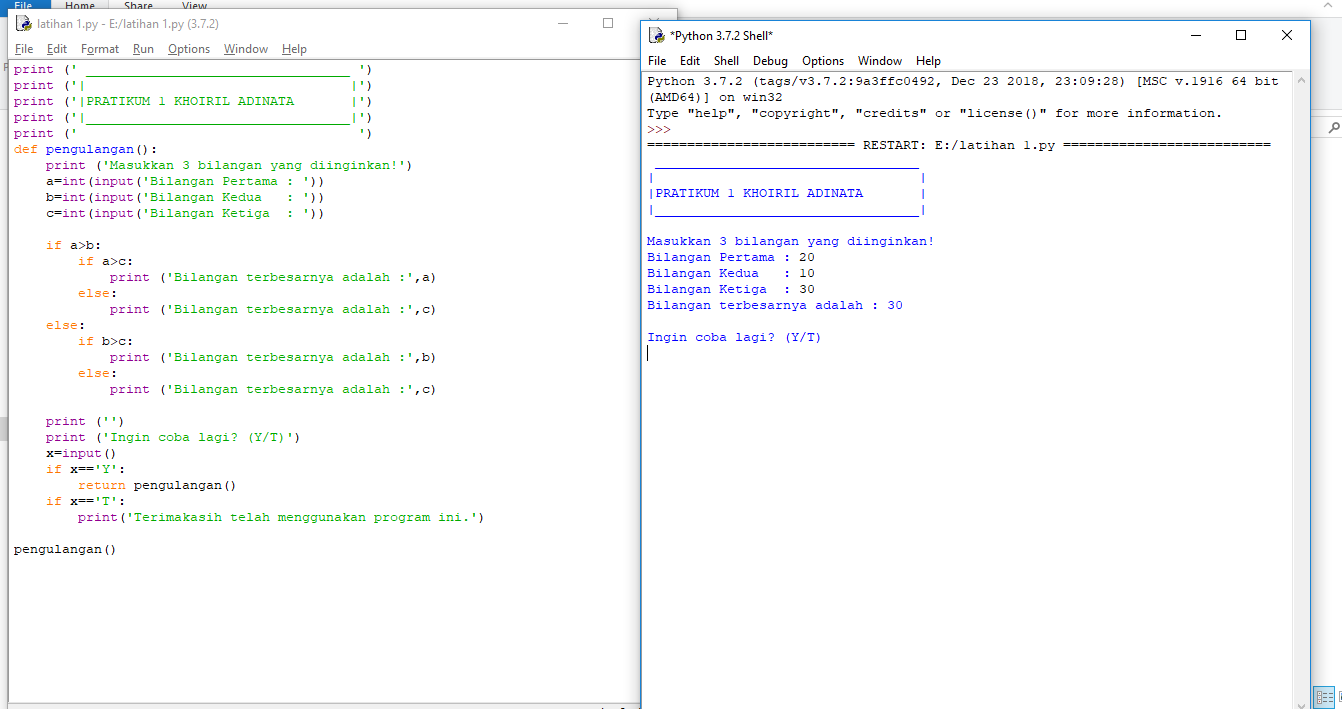 File Home Share View
latihan 1.py - E:/latihan 1.py (3.7.2)
File Edit Format Run Options Window Help
print (' _________________________________ ')
print ('|                                 |')
print ('|PRATIKUM 1 KHOIRIL ADINATA       |')
print ('|_________________________________|')
print ('                                   ')
def pengulangan():
    print ('Masukkan 3 bilangan yang diinginkan!')
    a=int(input('Bilangan Pertama : '))
    b=int(input('Bilangan Kedua   : '))
    c=int(input('Bilangan Ketiga  : '))

    if a>b:
        if a>c:
            print ('Bilangan terbesarnya adalah :',a)
        else:
            print ('Bilangan terbesarnya adalah :',c)
    else:
        if b>c:
            print ('Bilangan terbesarnya adalah :',b)
        else:
            print ('Bilangan terbesarnya adalah :',c)

    print ('')
    print ('Ingin coba lagi? (Y/T)')
    x=input()
    if x=='Y':
        return pengulangan()
    if x=='T':
        print('Terimakasih telah menggunakan program ini.')

pengulangan()
*Python 3.7.2 Shell*
File Edit Shell Debug Options Window Help
Python 3.7.2 (tags/v3.7.2:9a3ffc0492, Dec 23 2018, 23:09:28) [MSC v.1916 64 bit
(AMD64)] on win32
Type "help", "copyright", "credits" or "license()" for more information.
>>>
========================== RESTART: E:/latihan 1.py ==========================
 _________________________________
|                                 |
|PRATIKUM 1 KHOIRIL ADINATA       |
|_________________________________|

Masukkan 3 bilangan yang diinginkan!
Bilangan Pertama : 20
Bilangan Kedua   : 10
Bilangan Ketiga  : 30
Bilangan terbesarnya adalah : 30

Ingin coba lagi? (Y/T)